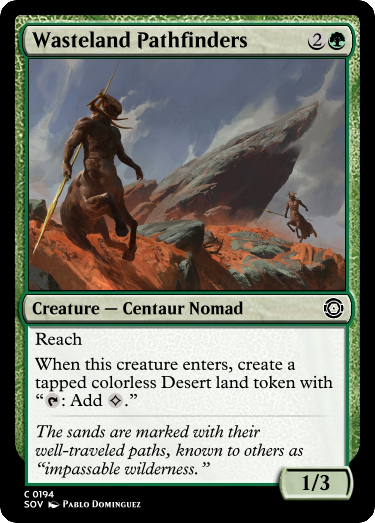 Wasteland Pathfinders 2
Creature — Centaur Nomad
Reach
When this creature enters, create a
tapped colorless Desert land token with
“: Add .”
The sands are marked with their
well-traveled paths, known to others as
“impassable wilderness.”
1/3
C 0194
SOV Pablo Dominguez